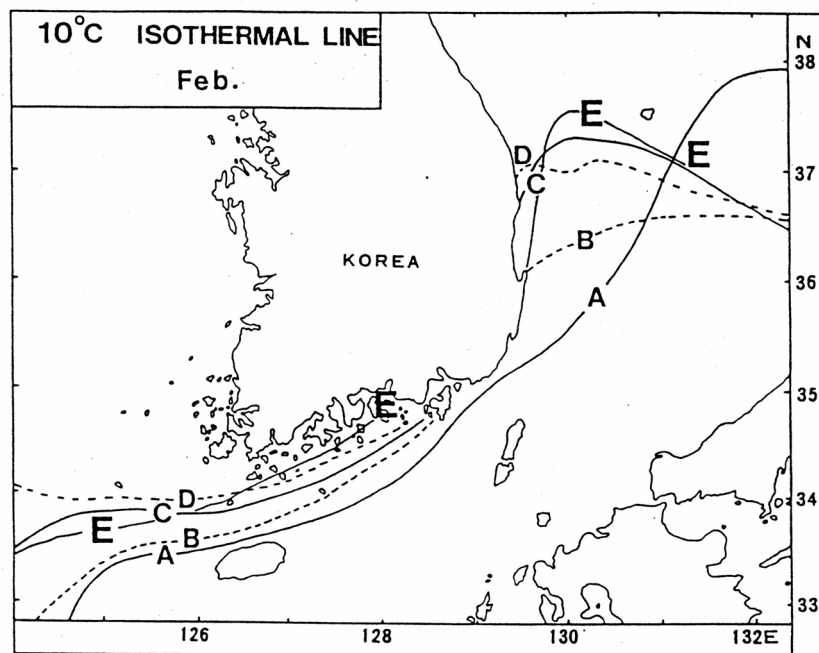 10°C ISOTHERMAL LINE
Feb.
N
38
E
D
E
37
C
B
KOREA
36
A
35
E
D
34
C
E
B
A
33
126
128
130
132E